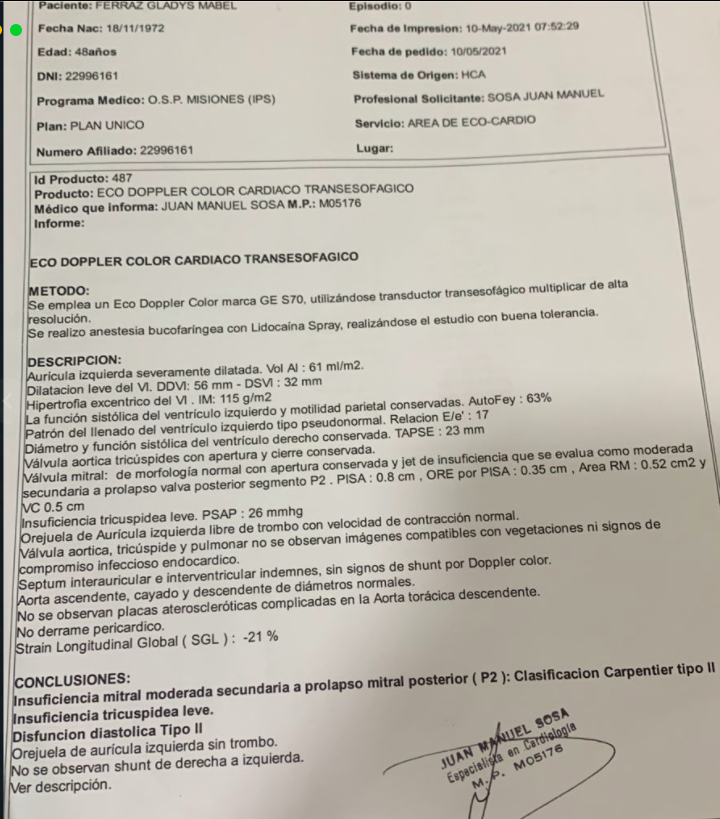 Paciente: FERRAZ GLADYS MABEL
Episodio: 0
Fecha Nac: 18/11/1972
Fecha de Impresion: 10-May-2021 07:52:29
Edad: 48años
Fecha de pedido: 10/05/2021
DNI: 22996161
Sistema de Origen: HCA
Programa Medico: O.S.P. MISIONES (IPS)
Profesional Solicitante: SOSA JUAN MANUEL
Plan: PLAN UNICO
Servicio: AREA DE ECO-CARDIO
Numero Afiliado: 22996161
Lugar:
Id Producto: 487
Producto: ECO DOPPLER COLOR CARDIACO TRANSESOFAGICO
Médico que informa: JUAN MANUEL SOSA M.P.: M05176
Informe:
ECO DOPPLER COLOR CARDIACO TRANSESOFAGICO
METODO:
Se emplea un Eco Doppler Color marca GE S70, utilizándose transductor transesofágico multiplicar de alta
resolución.
Se realizo anestesia bucofaríngea con Lidocaína Spray, realizándose el estudio con buena tolerancia.
DESCRIPCION:
Aurícula izquierda severamente dilatada. Vol AI : 61 ml/m2.
Dilatacion leve del VI. DDVI: 56 mm - DSVI : 32 mm
Hipertrofia excentrico del VI . IM: 115 g/m2
La función sistólica del ventrículo izquierdo y motilidad parietal conservadas. AutoFey : 63%
Patrón del llenado del ventrículo izquierdo tipo pseudonormal. Relacion E/e' : 17
Diámetro y función sistólica del ventrículo derecho conservada. TAPSE : 23 mm
Válvula aortica tricúspides con apertura y cierre conservada.
Válvula mitral: de morfología normal con apertura conservada y jet de insuficiencia que se evalua como moderada
secundaria a prolapso valva posterior segmento P2 . PISA : 0.8 cm , ORE por PISA : 0.35 cm , Area RM : 0.52 cm2 y
VC 0.5 cm
Insuficiencia tricuspidea leve. PSAP : 26 mmhg
Orejuela de Aurícula izquierda libre de trombo con velocidad de contracción normal.
Válvula aortica, tricúspide y pulmonar no se observan imágenes compatibles con vegetaciones ni signos de
compromiso infeccioso endocardico.
Septum interauricular e interventricular indemnes, sin signos de shunt por Doppler color.
Aorta ascendente, cayado y descendente de diámetros normales.
No se observan placas ateroscleróticas complicadas en la Aorta torácica descendente.
No derrame pericardico.
Strain Longitudinal Global ( SGL ) : -21 %
CONCLUSIONES:
Insuficiencia mitral moderada secundaria a prolapso mitral posterior ( P2 ): Clasificacion Carpentier tipo II
Insuficiencia tricuspidea leve.
Disfuncion diastolica Tipo II
Orejuela de aurícula izquierda sin trombo.
No se observan shunt de derecha a izquierda.
Ver descripción.
JUAN MANUEL SOSA
Especialista en Cardiología
M. P. M05176